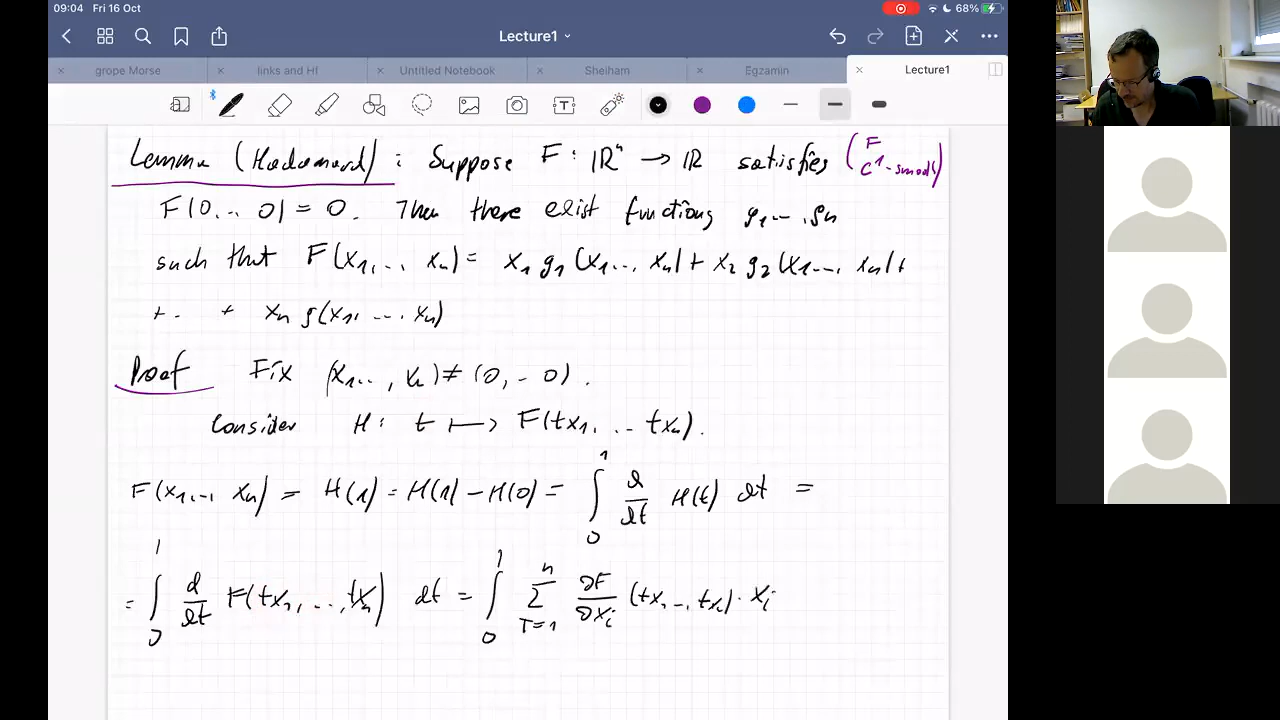 09:04 Fri 16 Oct
68%
Lecture1
grope Morse
links and Hf
Untitled Notebook
Sheiham
Egzamin
Lecture1
Lemma (Hadamard) : Suppose F : ℝⁿ → ℝ satisfies (F C¹-smooth)
F(0,... 0) = 0. Then there exist functions g₁... gₙ
such that F(x₁,... xₙ) = x₁ g₁(x₁... xₙ) + x₂ g₂(x₁... xₙ) +
+ .. + xₙ g(x₁, ... xₙ)
Proof Fix (x₁..., xₙ) ≠ (0, .. 0).
Consider H: t ⟼ F(tx₁, ... txₙ).
F(x₁..., xₙ) = H(1) = H(1) - H(0) = ∫₀¹ d/dt H(t) dt =
= ∫₀¹ d/dt F(tx₁, ..., txₙ) dt = ∫₀¹ Σ_{i=1}^n ∂F/∂xᵢ (tx₁..., txₙ) · xᵢ